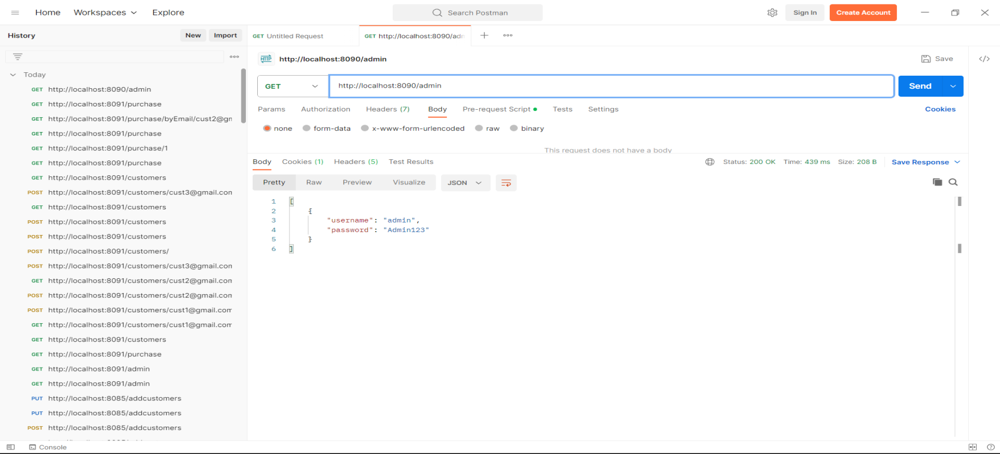 Home Workspaces Explore Search Postman Sign In Create Account
History New Import
GET Untitled Request GET http://localhost:8090/adn
Today
GET http://localhost:8090/admin
GET http://localhost:8091/purchase
GET http://localhost:8091/purchase/byEmail/cust2@gn
GET http://localhost:8091/purchase
GET http://localhost:8091/purchase/1
GET http://localhost:8091/purchase
GET http://localhost:8091/customers
POST http://localhost:8091/customers/cust3@gmail.con
GET http://localhost:8091/customers
POST http://localhost:8091/customers
POST http://localhost:8091/customers
POST http://localhost:8091/customers/
POST http://localhost:8091/customers/cust3@gmail.con
GET http://localhost:8091/customers/cust2@gmail.con
POST http://localhost:8091/customers/cust2@gmail.con
POST http://localhost:8091/customers/cust1@gmail.com
GET http://localhost:8091/customers/cust1@gmail.com
GET http://localhost:8091/customers
GET http://localhost:8091/purchase
GET http://localhost:8091/admin
GET http://localhost:8091/admin
PUT http://localhost:8085/addcustomers
PUT http://localhost:8085/addcustomers
POST http://localhost:8085/addcustomers
HTTP http://localhost:8090/admin Save </>
GET http://localhost:8090/admin Send
Params Authorization Headers (7) Body Pre-request Script Tests Settings Cookies
none form-data x-www-form-urlencoded raw binary
This request does not have a body
Body Cookies (1) Headers (5) Test Results Status: 200 OK Time: 439 ms Size: 208 B Save Response
Pretty Raw Preview Visualize JSON
1 [
2 {
3 "username": "admin",
4 "password": "Admin123"
5 }
6 ]
Console